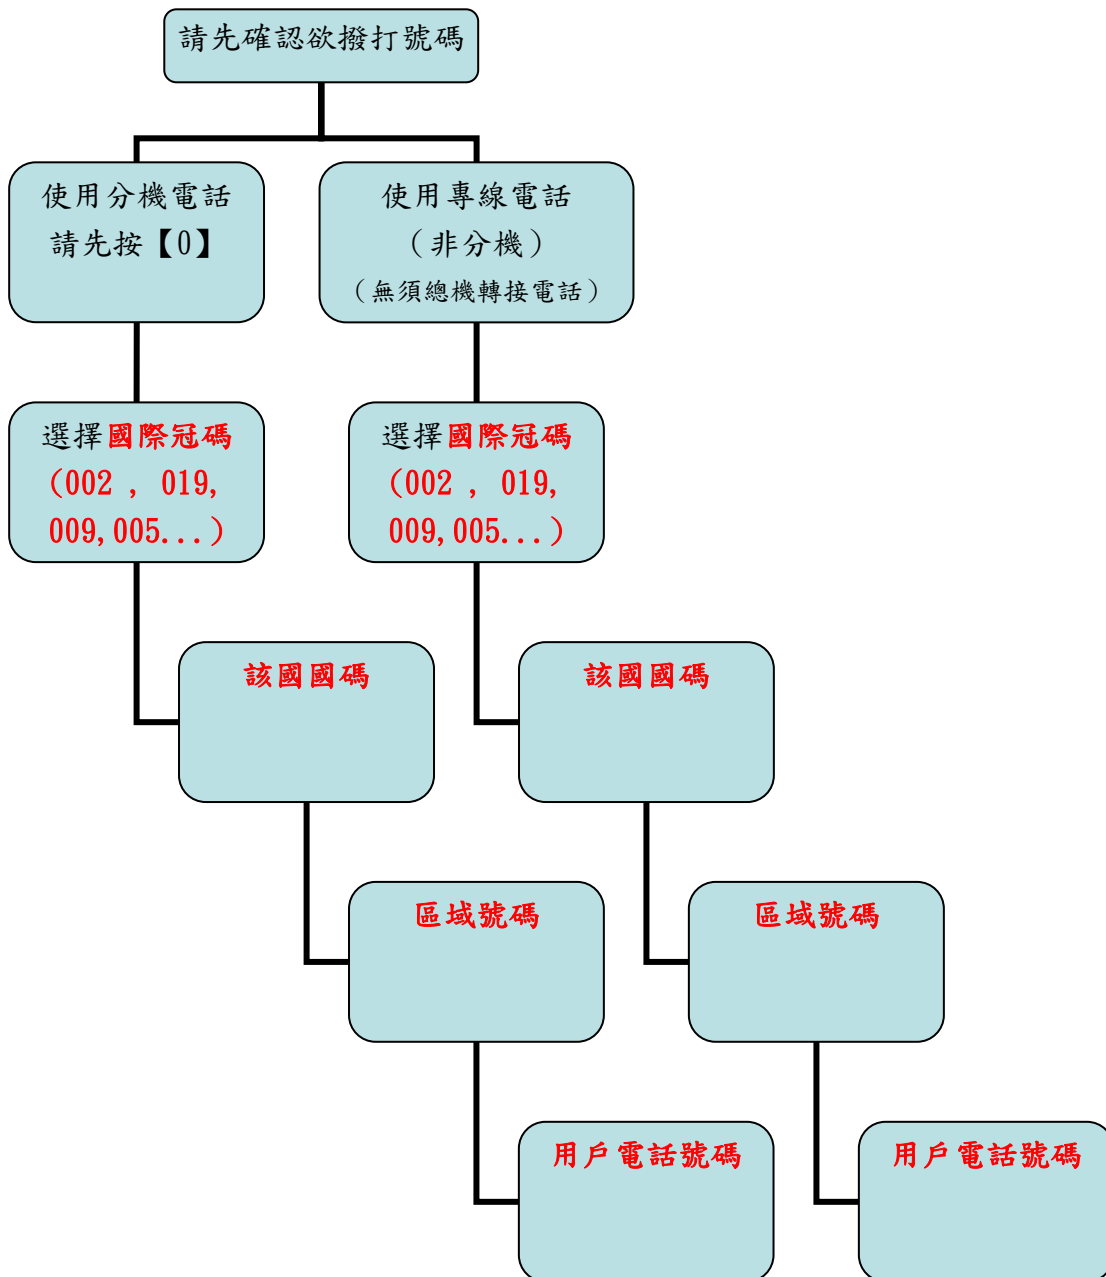 請先確認欲撥打號碼
使用分機電話
請先按【0】
使用專線電話
（非分機）
（無須總機轉接電話）
選擇國際冠碼
(002 , 019,
009,005...)
選擇國際冠碼
(002 , 019,
009,005...)
該國國碼
該國國碼
區域號碼
區域號碼
用戶電話號碼
用戶電話號碼